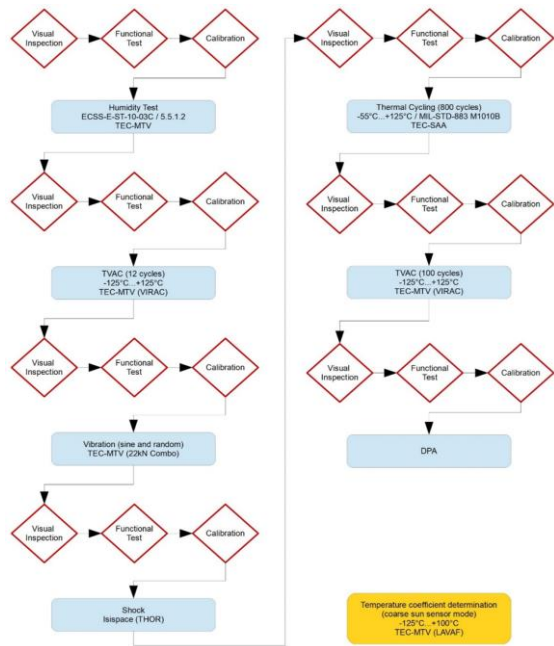 Visual
Inspection
Functional
Test
Calibration
Humidity Test
ECSS-E-ST-10-03C / 5.5.1.2
TEC-MTV
Visual
Inspection
Functional
Test
Calibration
TVAC (12 cycles)
-125°C...+125°C
TEC-MTV (VIRAC)
Visual
Inspection
Functional
Test
Calibration
Vibration (sine and random)
TEC-MTV (22kN Combo)
Visual
Inspection
Functional
Test
Calibration
Shock
Isispace (THOR)
Visual
Inspection
Functional
Test
Calibration
Thermal Cycling (800 cycles)
-55°C...+125°C / MIL-STD-883 M1010B
TEC-SAA
Visual
Inspection
Functional
Test
Calibration
TVAC (100 cycles)
-125°C...+125°C
TEC-MTV (VIRAC)
Visual
Inspection
Functional
Test
Calibration
DPA
Temperature coefficient determination
(coarse sun sensor mode)
-125°C...+100°C
TEC-MTV (LAVAF)